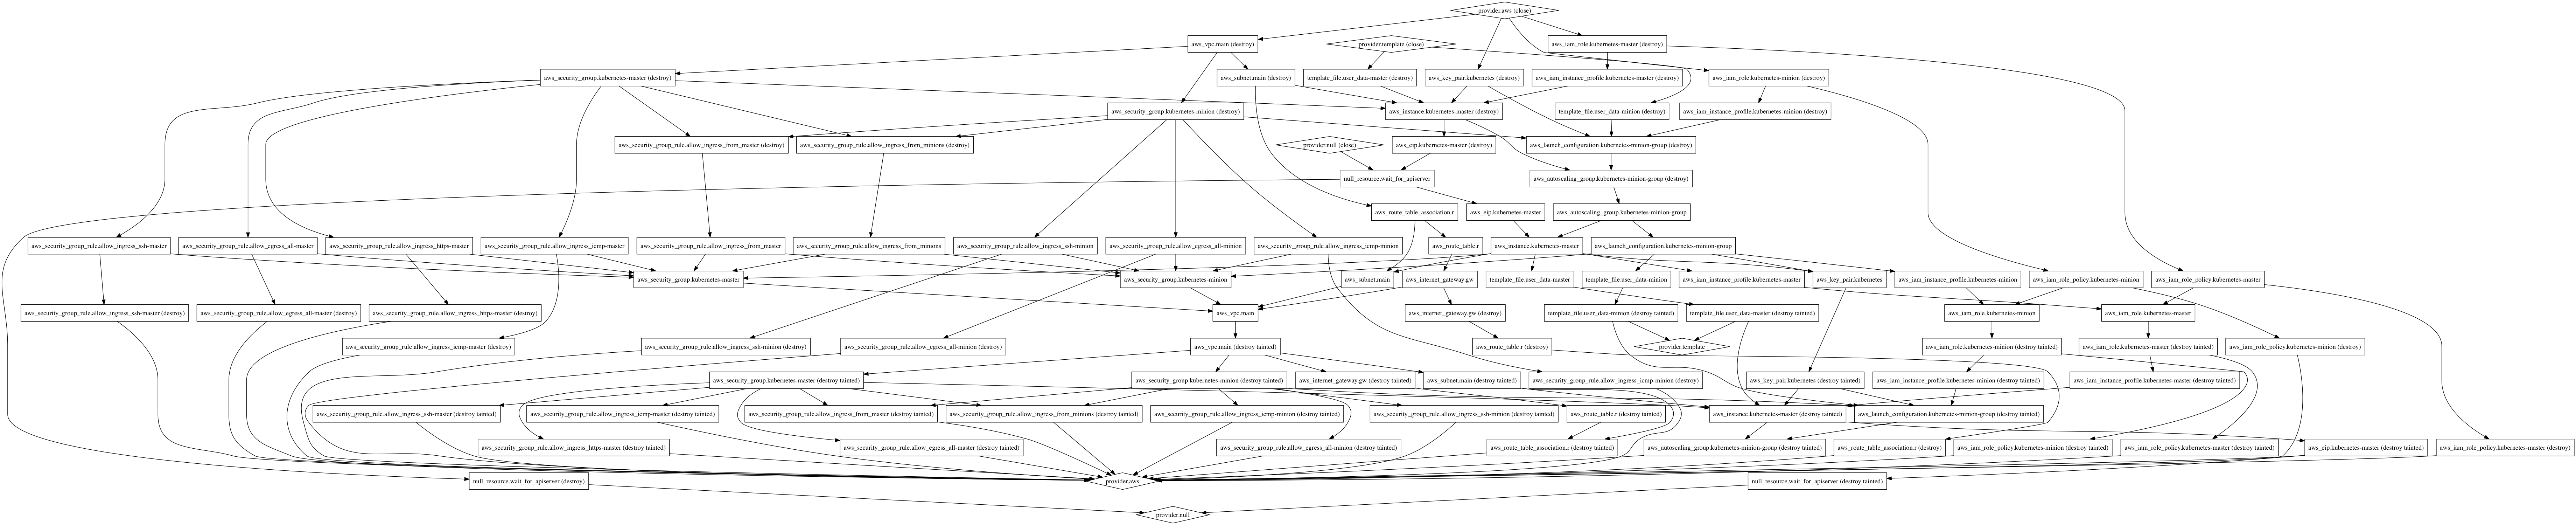 provider.aws (close)
aws_vpc.main (destroy)
provider.template (close)
aws_iam_role.kubernetes-master (destroy)
aws_security_group.kubernetes-master (destroy)
aws_subnet.main (destroy)
template_file.user_data-master (destroy)
aws_key_pair.kubernetes (destroy)
aws_iam_instance_profile.kubernetes-master (destroy)
aws_iam_role.kubernetes-minion (destroy)
aws_security_group.kubernetes-minion (destroy)
aws_instance.kubernetes-master (destroy)
template_file.user_data-minion (destroy)
aws_iam_instance_profile.kubernetes-minion (destroy)
aws_security_group_rule.allow_ingress_from_master (destroy)
aws_security_group_rule.allow_ingress_from_minions (destroy)
provider.null (close)
aws_eip.kubernetes-master (destroy)
aws_launch_configuration.kubernetes-minion-group (destroy)
null_resource.wait_for_apiserver
aws_autoscaling_group.kubernetes-minion-group (destroy)
aws_route_table_association.r
aws_eip.kubernetes-master
aws_autoscaling_group.kubernetes-minion-group
aws_security_group_rule.allow_ingress_ssh-master
aws_security_group_rule.allow_egress_all-master
aws_security_group_rule.allow_ingress_https-master
aws_security_group_rule.allow_ingress_icmp-master
aws_security_group_rule.allow_ingress_from_master
aws_security_group_rule.allow_ingress_from_minions
aws_security_group_rule.allow_ingress_ssh-minion
aws_security_group_rule.allow_egress_all-minion
aws_security_group_rule.allow_ingress_icmp-minion
aws_route_table.r
aws_instance.kubernetes-master
aws_launch_configuration.kubernetes-minion-group
aws_security_group.kubernetes-master
aws_security_group.kubernetes-minion
aws_subnet.main
aws_internet_gateway.gw
template_file.user_data-master
template_file.user_data-minion
aws_iam_instance_profile.kubernetes-master
aws_key_pair.kubernetes
aws_iam_instance_profile.kubernetes-minion
aws_iam_role_policy.kubernetes-minion
aws_iam_role_policy.kubernetes-master
aws_security_group_rule.allow_ingress_ssh-master (destroy)
aws_security_group_rule.allow_egress_all-master (destroy)
aws_security_group_rule.allow_ingress_https-master (destroy)
aws_vpc.main
aws_internet_gateway.gw (destroy)
template_file.user_data-minion (destroy tainted)
template_file.user_data-master (destroy tainted)
aws_iam_role.kubernetes-minion
aws_iam_role.kubernetes-master
aws_security_group_rule.allow_ingress_icmp-master (destroy)
aws_security_group_rule.allow_ingress_ssh-minion (destroy)
aws_security_group_rule.allow_egress_all-minion (destroy)
aws_vpc.main (destroy tainted)
aws_route_table.r (destroy)
provider.template
aws_iam_role.kubernetes-minion (destroy tainted)
aws_iam_role.kubernetes-master (destroy tainted)
aws_iam_role_policy.kubernetes-minion (destroy)
aws_security_group.kubernetes-master (destroy tainted)
aws_security_group.kubernetes-minion (destroy tainted)
aws_internet_gateway.gw (destroy tainted)
aws_subnet.main (destroy tainted)
aws_security_group_rule.allow_ingress_icmp-minion (destroy)
aws_key_pair.kubernetes (destroy tainted)
aws_iam_instance_profile.kubernetes-minion (destroy tainted)
aws_iam_instance_profile.kubernetes-master (destroy tainted)
aws_security_group_rule.allow_ingress_ssh-master (destroy tainted)
aws_security_group_rule.allow_ingress_icmp-master (destroy tainted)
aws_security_group_rule.allow_ingress_from_master (destroy tainted)
aws_security_group_rule.allow_ingress_from_minions (destroy tainted)
aws_security_group_rule.allow_ingress_icmp-minion (destroy tainted)
aws_security_group_rule.allow_ingress_ssh-minion (destroy tainted)
aws_route_table.r (destroy tainted)
aws_instance.kubernetes-master (destroy tainted)
aws_launch_configuration.kubernetes-minion-group (destroy tainted)
aws_security_group_rule.allow_ingress_https-master (destroy tainted)
aws_security_group_rule.allow_egress_all-master (destroy tainted)
aws_security_group_rule.allow_egress_all-minion (destroy tainted)
aws_route_table_association.r (destroy tainted)
aws_autoscaling_group.kubernetes-minion-group (destroy tainted)
aws_route_table_association.r (destroy)
aws_iam_role_policy.kubernetes-minion (destroy tainted)
aws_iam_role_policy.kubernetes-master (destroy tainted)
aws_eip.kubernetes-master (destroy tainted)
aws_iam_role_policy.kubernetes-master (destroy)
null_resource.wait_for_apiserver (destroy)
provider.aws
null_resource.wait_for_apiserver (destroy tainted)
provider.null